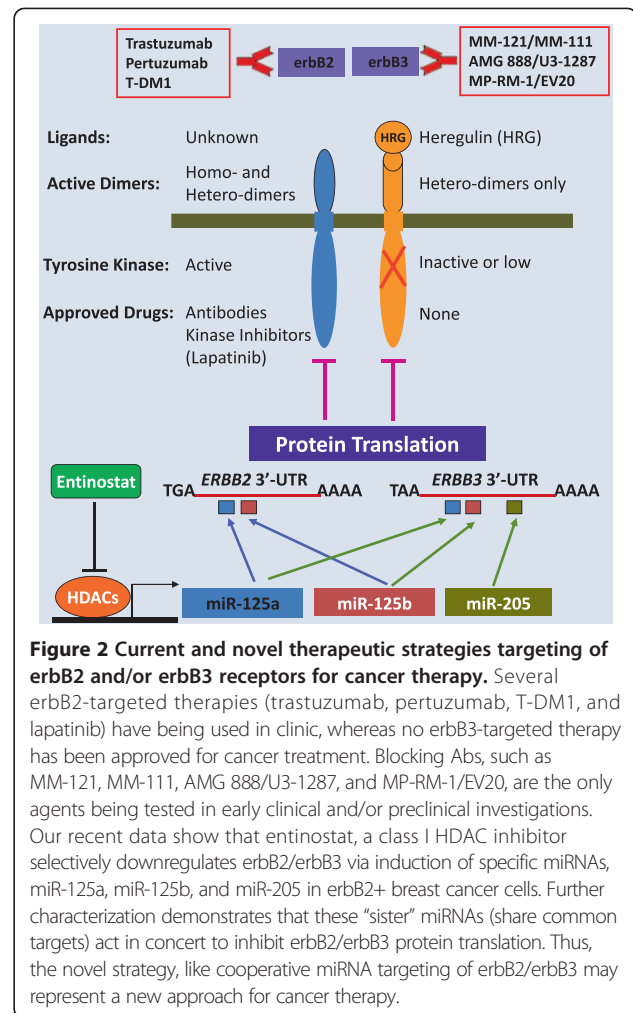 Trastuzumab
Pertuzumab
T-DM1
erbB2
erbB3
MM-121/MM-111
AMG 888/U3-1287
MP-RM-1/EV20
Ligands:
Unknown
HRG
Heregulin (HRG)
Active Dimers:
Homo- and
Hetero-dimers
Hetero-dimers only
Tyrosine Kinase:
Active
Inactive or low
Approved Drugs:
Antibodies
Kinase Inhibitors
(Lapatinib)
None
Protein Translation
Entinostat
TGA
ERBB2 3’-UTR
AAAA
TAA
ERBB3 3’-UTR
AAAA
HDACs
miR-125a
miR-125b
miR-205
Figure 2 Current and novel therapeutic strategies targeting of
erbB2 and/or erbB3 receptors for cancer therapy. Several
erbB2-targeted therapies (trastuzumab, pertuzumab, T-DM1, and
lapatinib) have being used in clinic, whereas no erbB3-targeted therapy
has been approved for cancer treatment. Blocking Abs, such as
MM-121, MM-111, AMG 888/U3-1287, and MP-RM-1/EV20, are the only
agents being tested in early clinical and/or preclinical investigations.
Our recent data show that entinostat, a class I HDAC inhibitor
selectively downregulates erbB2/erbB3 via induction of specific miRNAs,
miR-125a, miR-125b, and miR-205 in erbB2+ breast cancer cells. Further
characterization demonstrates that these “sister” miRNAs (share common
targets) act in concert to inhibit erbB2/erbB3 protein translation. Thus,
the novel strategy, like cooperative miRNA targeting of erbB2/erbB3 may
represent a new approach for cancer therapy.